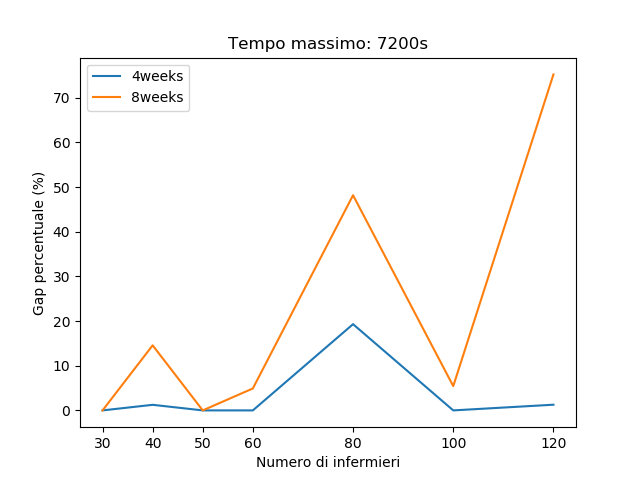 Tempo massimo: 7200s
4weeks
8weeks
Gap percentuale (%)
70
60
50
40
30
20
10
0
30 40 50 60 80 100 120
Numero di infermieri